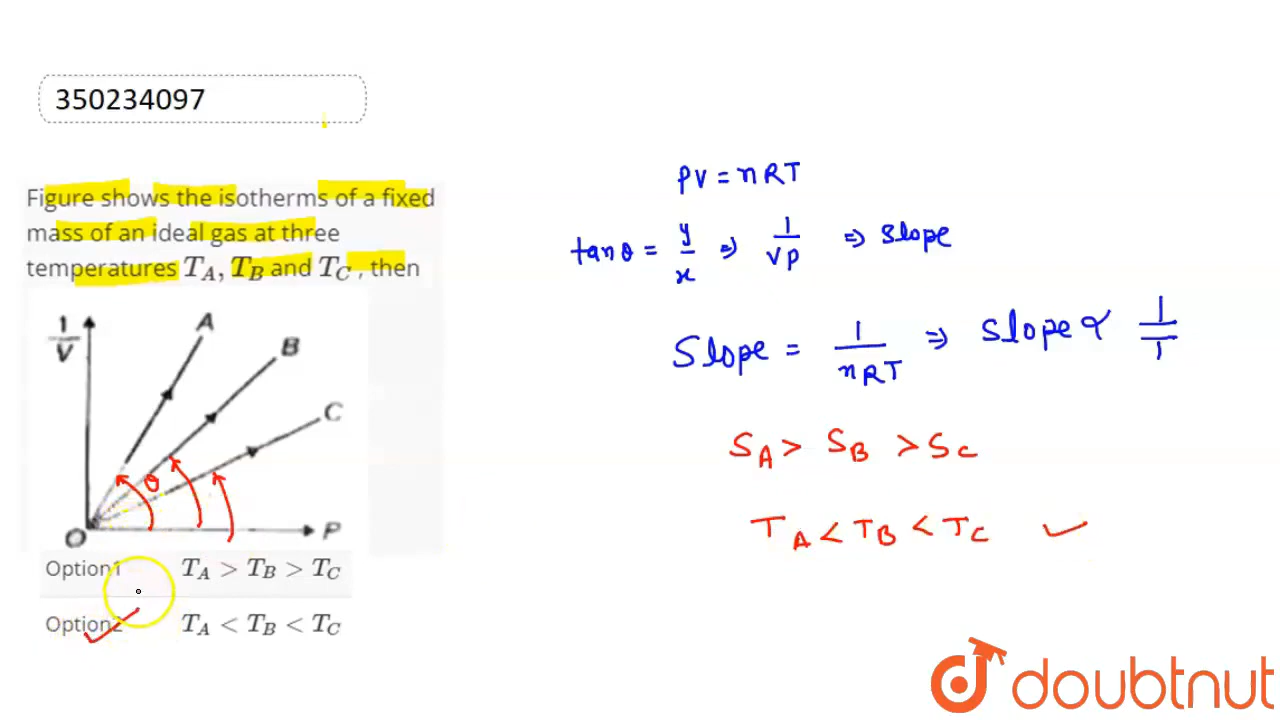 350234097
Figure shows the isotherms of a fixed
mass of an ideal gas at three
temperatures T_A, T_B and T_C , then
1/V
A
B
C
θ
O
P
Option1 T_A > T_B > T_C
Option2 T_A < T_B < T_C
PV = nRT
tanθ = y/x ⇒ 1/VP ⇒ Slope
Slope = 1/nRT ⇒ Slope ∝ 1/T
S_A > S_B > S_C
T_A < T_B < T_C ✓
doubtnut